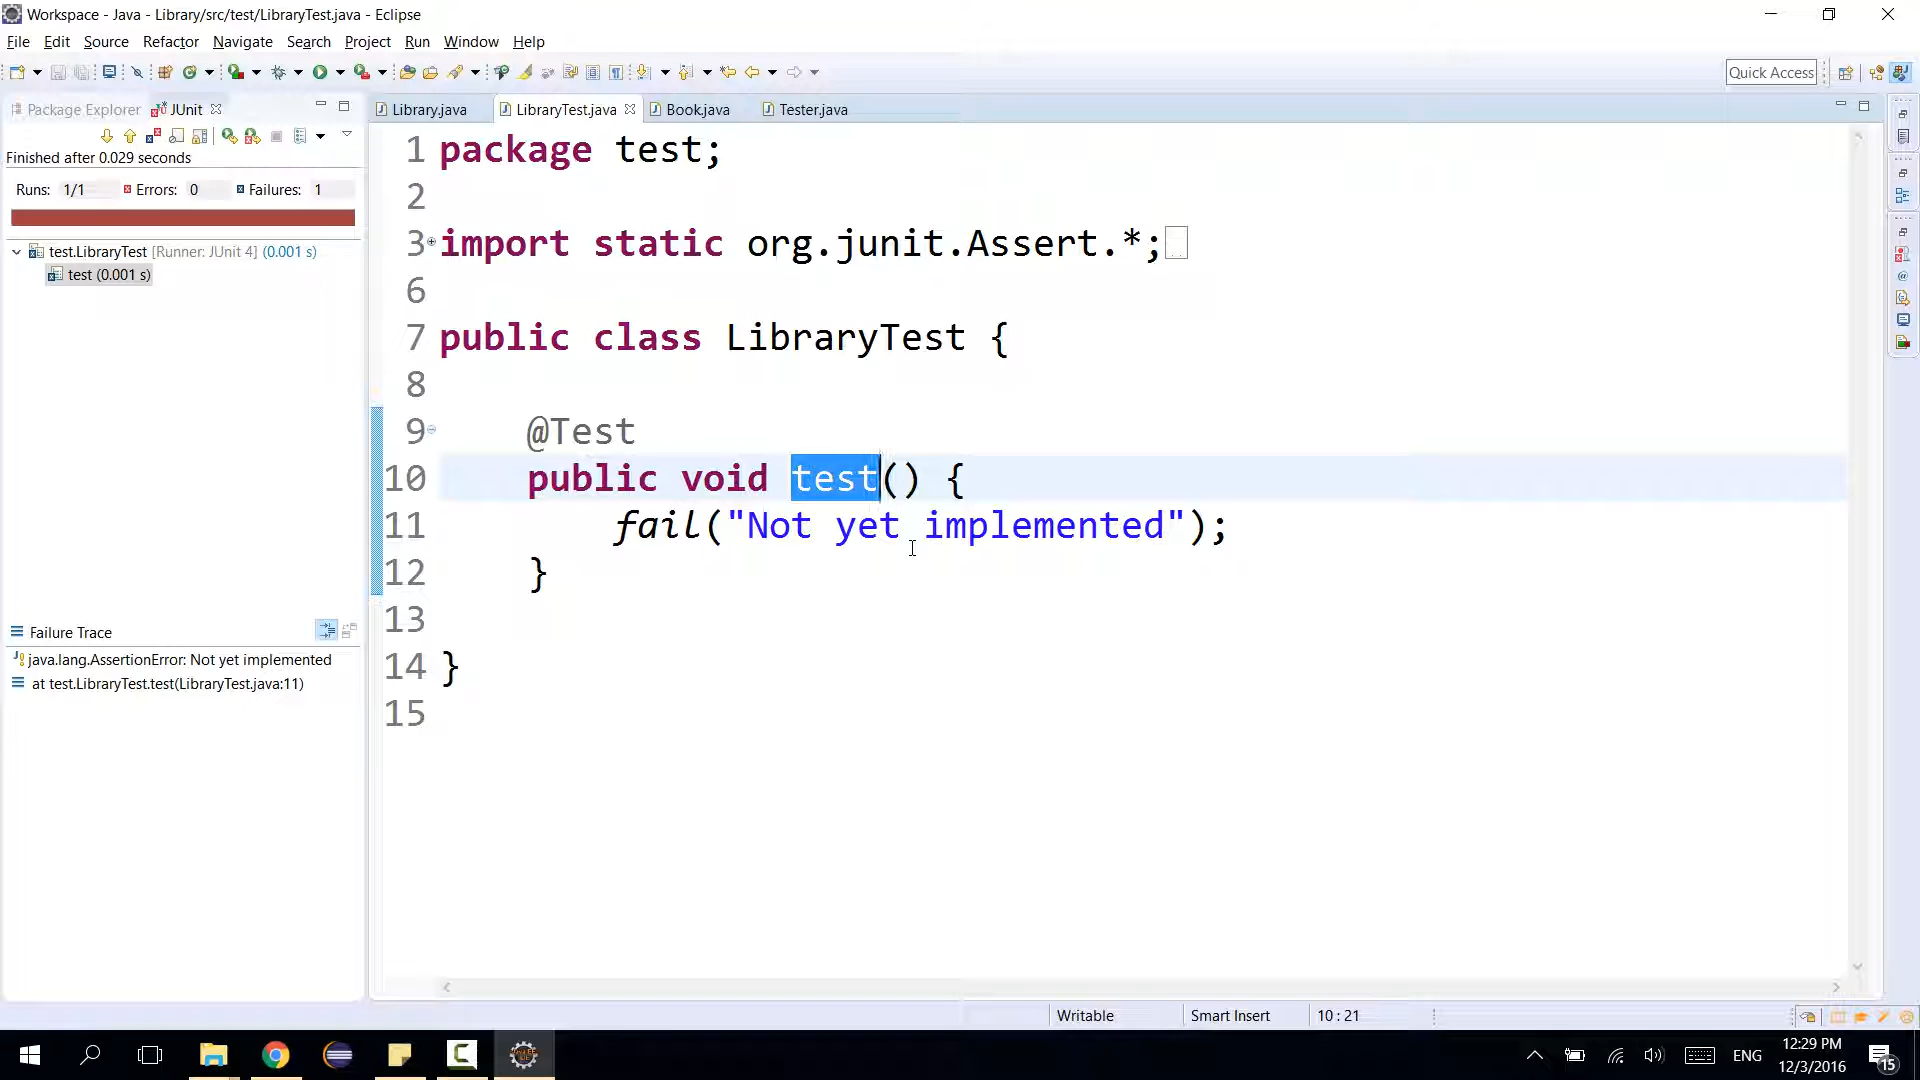 Workspace - Java - Library/src/test/LibraryTest.java - Eclipse
File Edit Source Refactor Navigate Search Project Run Window Help
Quick Access
Package Explorer JUnit
Finished after 0.029 seconds
Runs: 1/1 Errors: 0 Failures: 1
test.LibraryTest [Runner: JUnit 4] (0.001 s)
test (0.001 s)
Failure Trace
java.lang.AssertionError: Not yet implemented
at test.LibraryTest.test(LibraryTest.java:11)
Library.java LibraryTest.java Book.java Tester.java
1 package test;
2
3 import static org.junit.Assert.*;
6
7 public class LibraryTest {
8
9 @Test
10 public void test() {
11 fail("Not yet implemented");
12 }
13
14 }
15
Writable Smart Insert 10 : 21
ENG
12:29 PM
12/3/2016
15